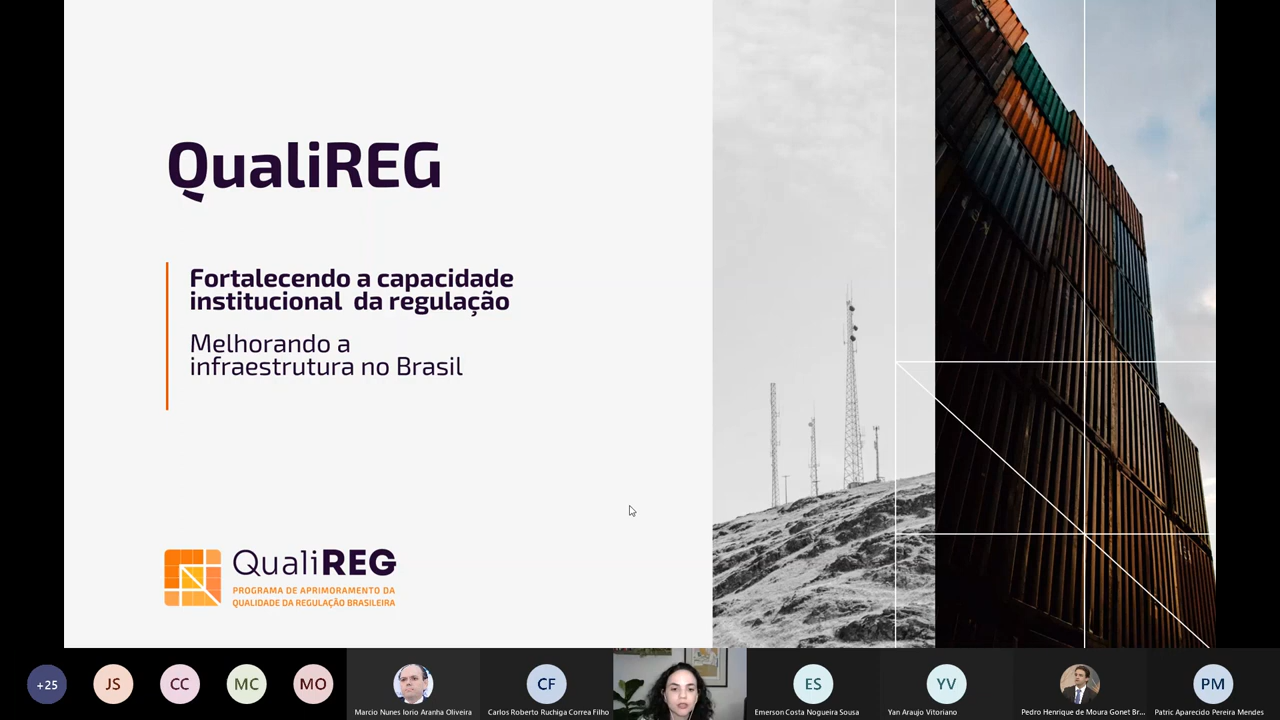 QualiREG
Fortalecendo a capacidade
institucional da regulação
Melhorando a
infraestrutura no Brasil
QualiREG
PROGRAMA DE APRIMORAMENTO DA
QUALIDADE DA REGULAÇÃO BRASILEIRA
+25
JS
CC
MC
MO
Marcio Nunes Iorio Aranha Oliveira
CF
Carlos Roberto Ruchiga Correa Filho
ES
Emerson Costa Nogueira Sousa
YV
Yan Araujo Vitoriano
Pedro Henrique de Moura Gonet Br...
PM
Patric Aparecido Pereira Mendes